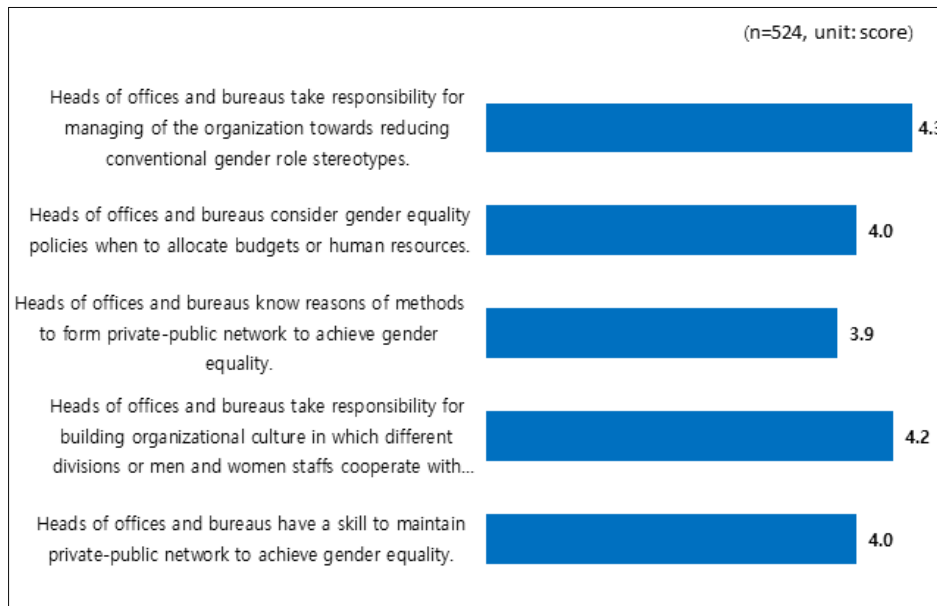 (n=524, unit: score)
Heads of offices and bureaus take responsibility for
managing of the organization towards reducing
conventional gender role stereotypes.
4.3
Heads of offices and bureaus consider gender equality
policies when to allocate budgets or human resources.
4.0
Heads of offices and bureaus know reasons of methods
to form private-public network to achieve gender
equality.
3.9
Heads of offices and bureaus take responsibility for
building organizational culture in which different
divisions or men and women staffs cooperate with...
4.2
Heads of offices and bureaus have a skill to maintain
private-public network to achieve gender equality.
4.0